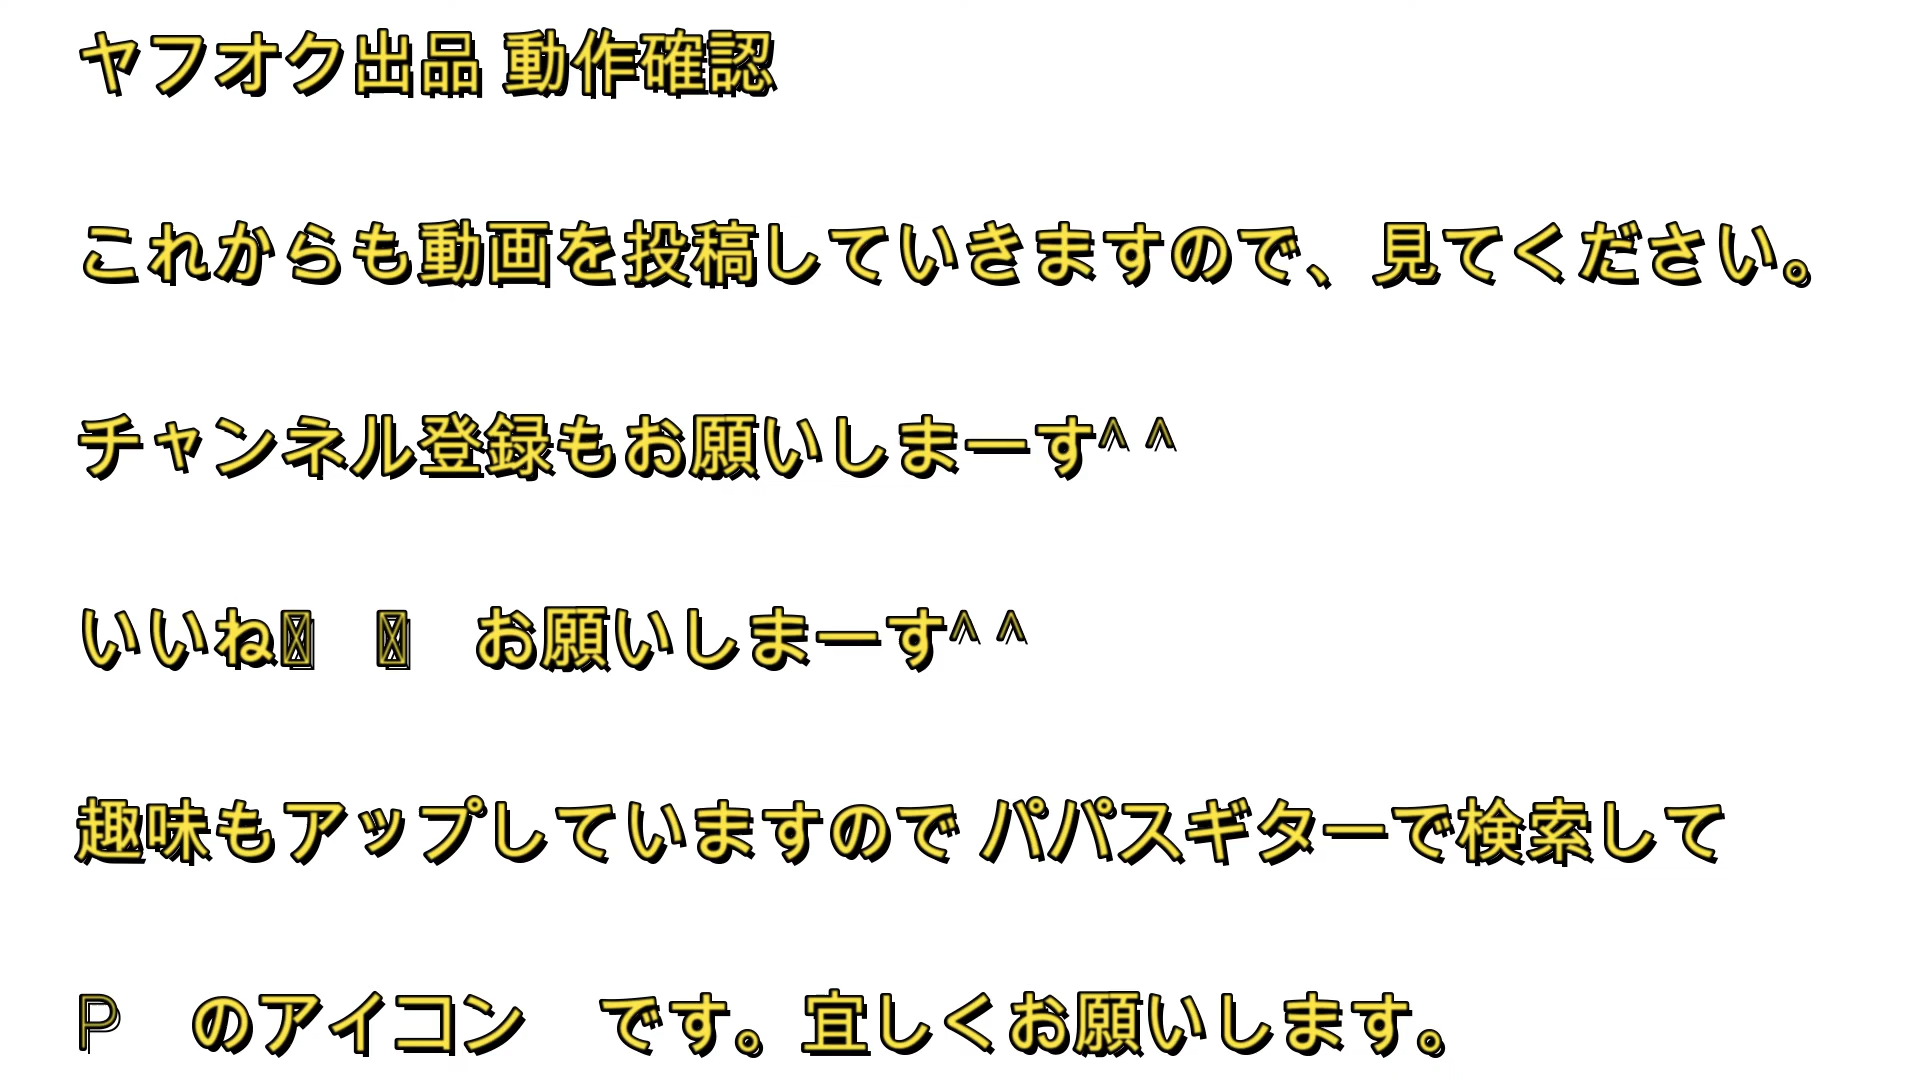 ヤフオク出品 動作確認
これからも動画を投稿していきますので、見てください。
チャンネル登録もお願いしまーす^ ^
いいね　　お願いしまーす^ ^
趣味もアップしていますので パパスギターで検索して
P　のアイコン　です。宜しくお願いします。